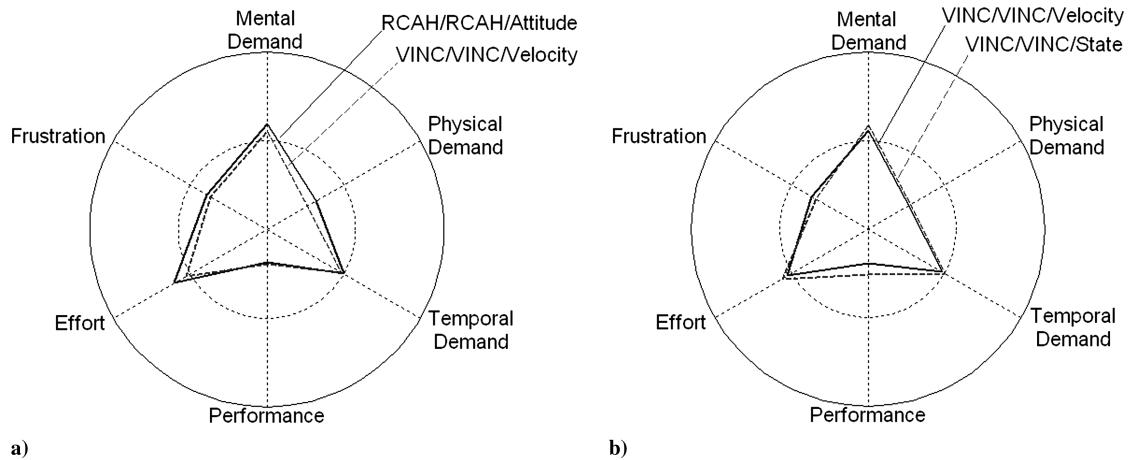 Mental
Demand
RCAH/RCAH/Attitude
VINC/VINC/Velocity
Physical
Demand
Frustration
Effort
Temporal
Demand
Performance
a)
Mental
Demand
VINC/VINC/Velocity
VINC/VINC/State
Physical
Demand
Frustration
Effort
Temporal
Demand
Performance
b)